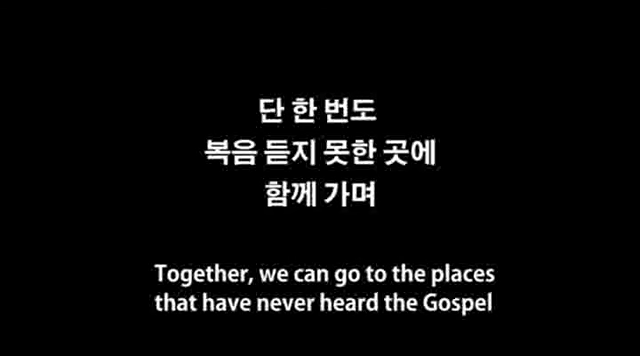 단 한 번도
복음 듣지 못한 곳에
함께 가며
Together, we can go to the places
that have never heard the Gospel